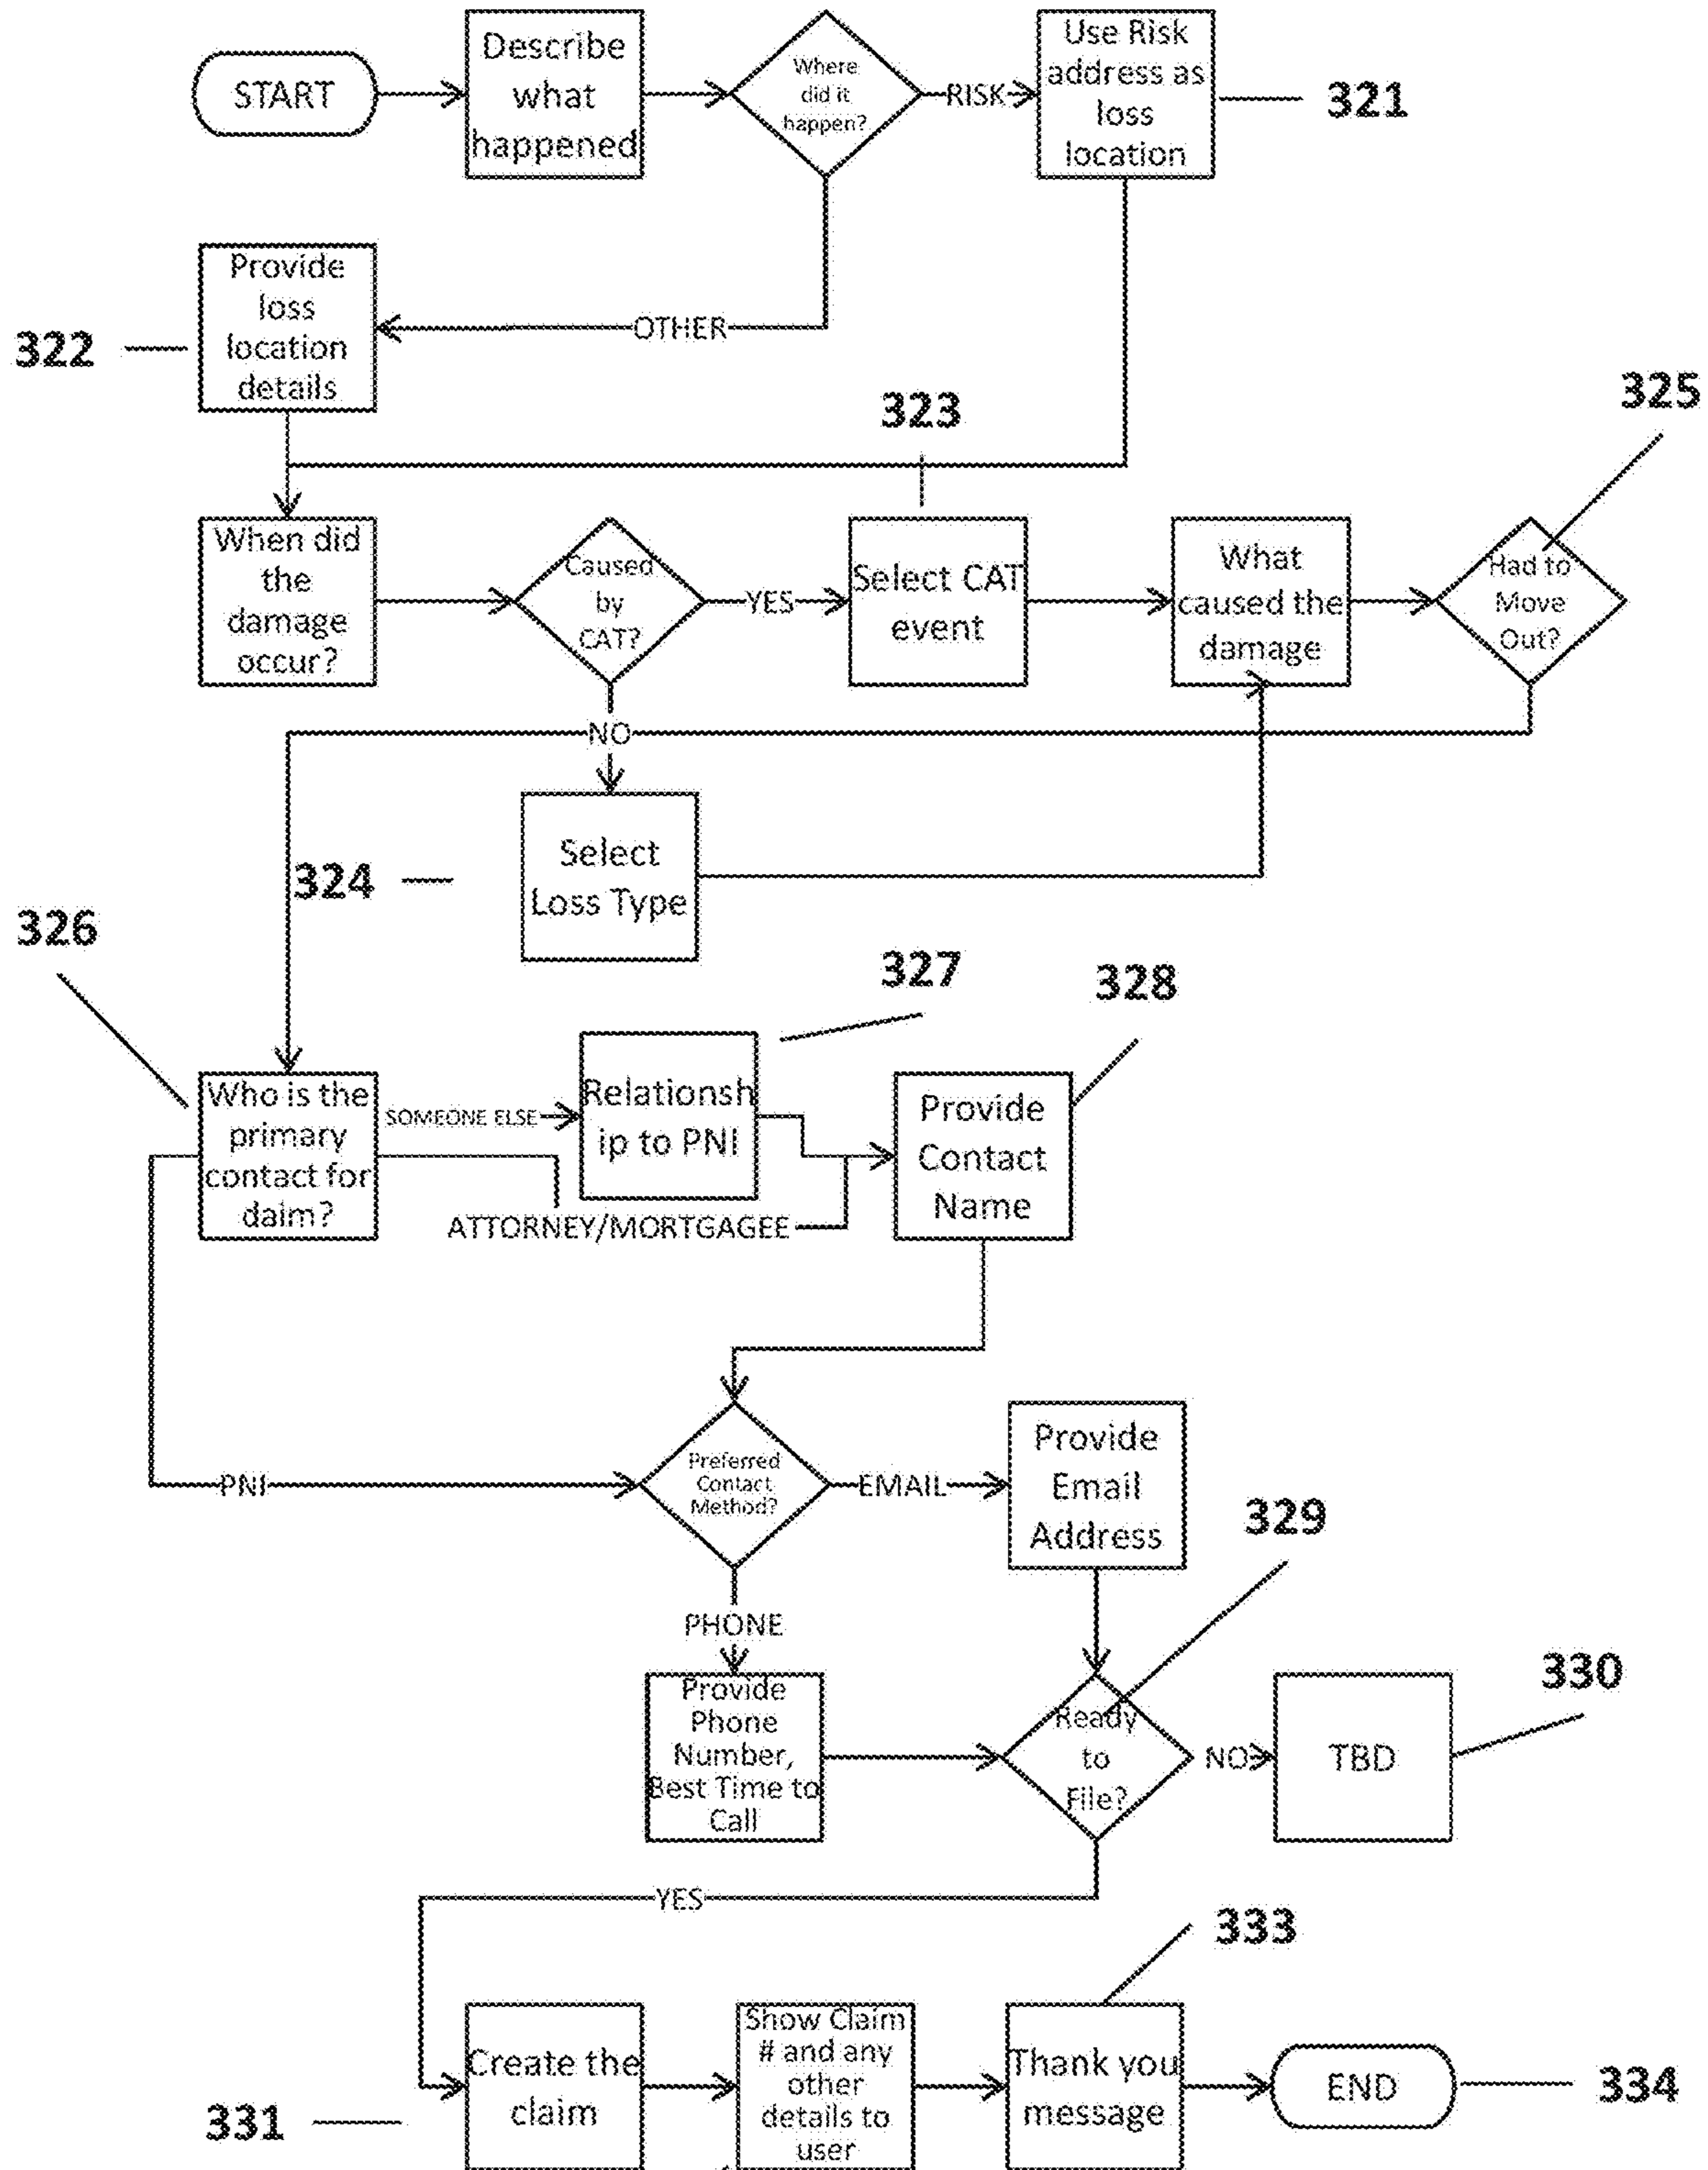 START
Describe
what
happened
Where
did it
happen?
RISK
Use Risk
address as
loss
location
321
322
Provide
loss
location
details
OTHER
323
325
When did
the
damage
occur?
Caused
by
CAT?
YES
Select CAT
event
What
caused the
damage
Had to
Move
Out?
NO
324
Select
Loss Type
326
327
328
Who is the
primary
contact for
daim?
SOMEONE ELSE
Relationsh
ip to PNI
ATTORNEY/MORTGAGEE
Provide
Contact
Name
PNI
Preferred
Contact
Method?
EMAIL
Provide
Email
Address
329
PHONE
Provide
Phone
Number,
Best Time to
Call
Ready
to
File?
NO
TBD
330
YES
333
331
Create the
claim
Show Claim
# and any
other
details to
user
Thank you
message
END
334